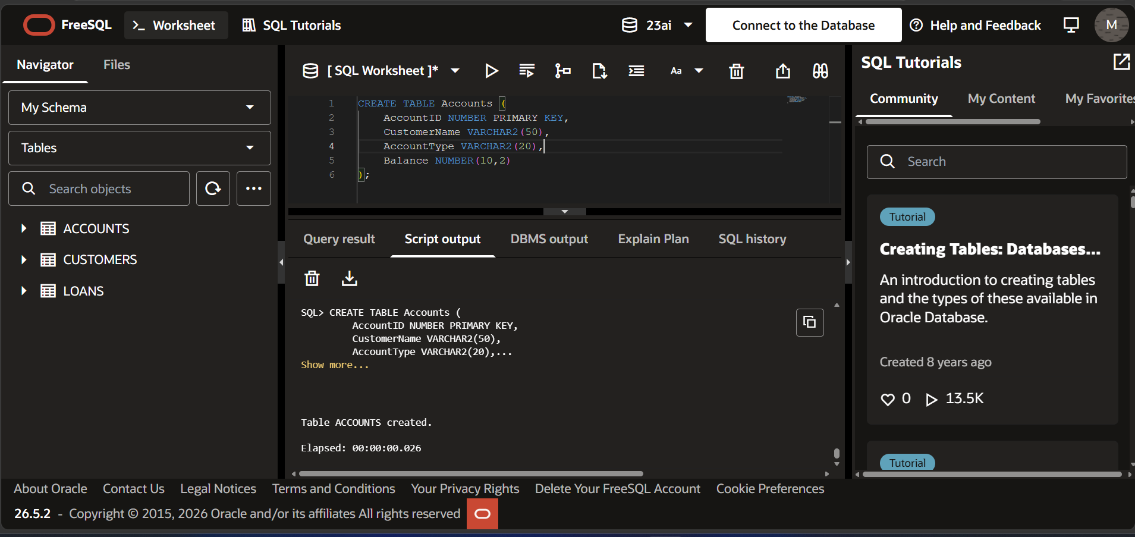 FreeSQL
>_ Worksheet
SQL Tutorials
23ai
Connect to the Database
Help and Feedback
M
Navigator
Files
My Schema
Tables
Search objects
ACCOUNTS
CUSTOMERS
LOANS
[ SQL Worksheet ]*
Aa
1 CREATE TABLE Accounts (
2 AccountID NUMBER PRIMARY KEY,
3 CustomerName VARCHAR2(50),
4 AccountType VARCHAR2(20),
5 Balance NUMBER(10,2)
6 );
Query result
Script output
DBMS output
Explain Plan
SQL history
SQL> CREATE TABLE Accounts (
AccountID NUMBER PRIMARY KEY,
CustomerName VARCHAR2(50),
AccountType VARCHAR2(20),...
Show more...
Table ACCOUNTS created.
Elapsed: 00:00:00.026
SQL Tutorials
Community
My Content
My Favorites
Search
Tutorial
Creating Tables: Databases...
An introduction to creating tables
and the types of these available in
Oracle Database.
Created 8 years ago
0
13.5K
Tutorial
About Oracle
Contact Us
Legal Notices
Terms and Conditions
Your Privacy Rights
Delete Your FreeSQL Account
Cookie Preferences
26.5.2 - Copyright © 2015, 2026 Oracle and/or its affiliates All rights reserved